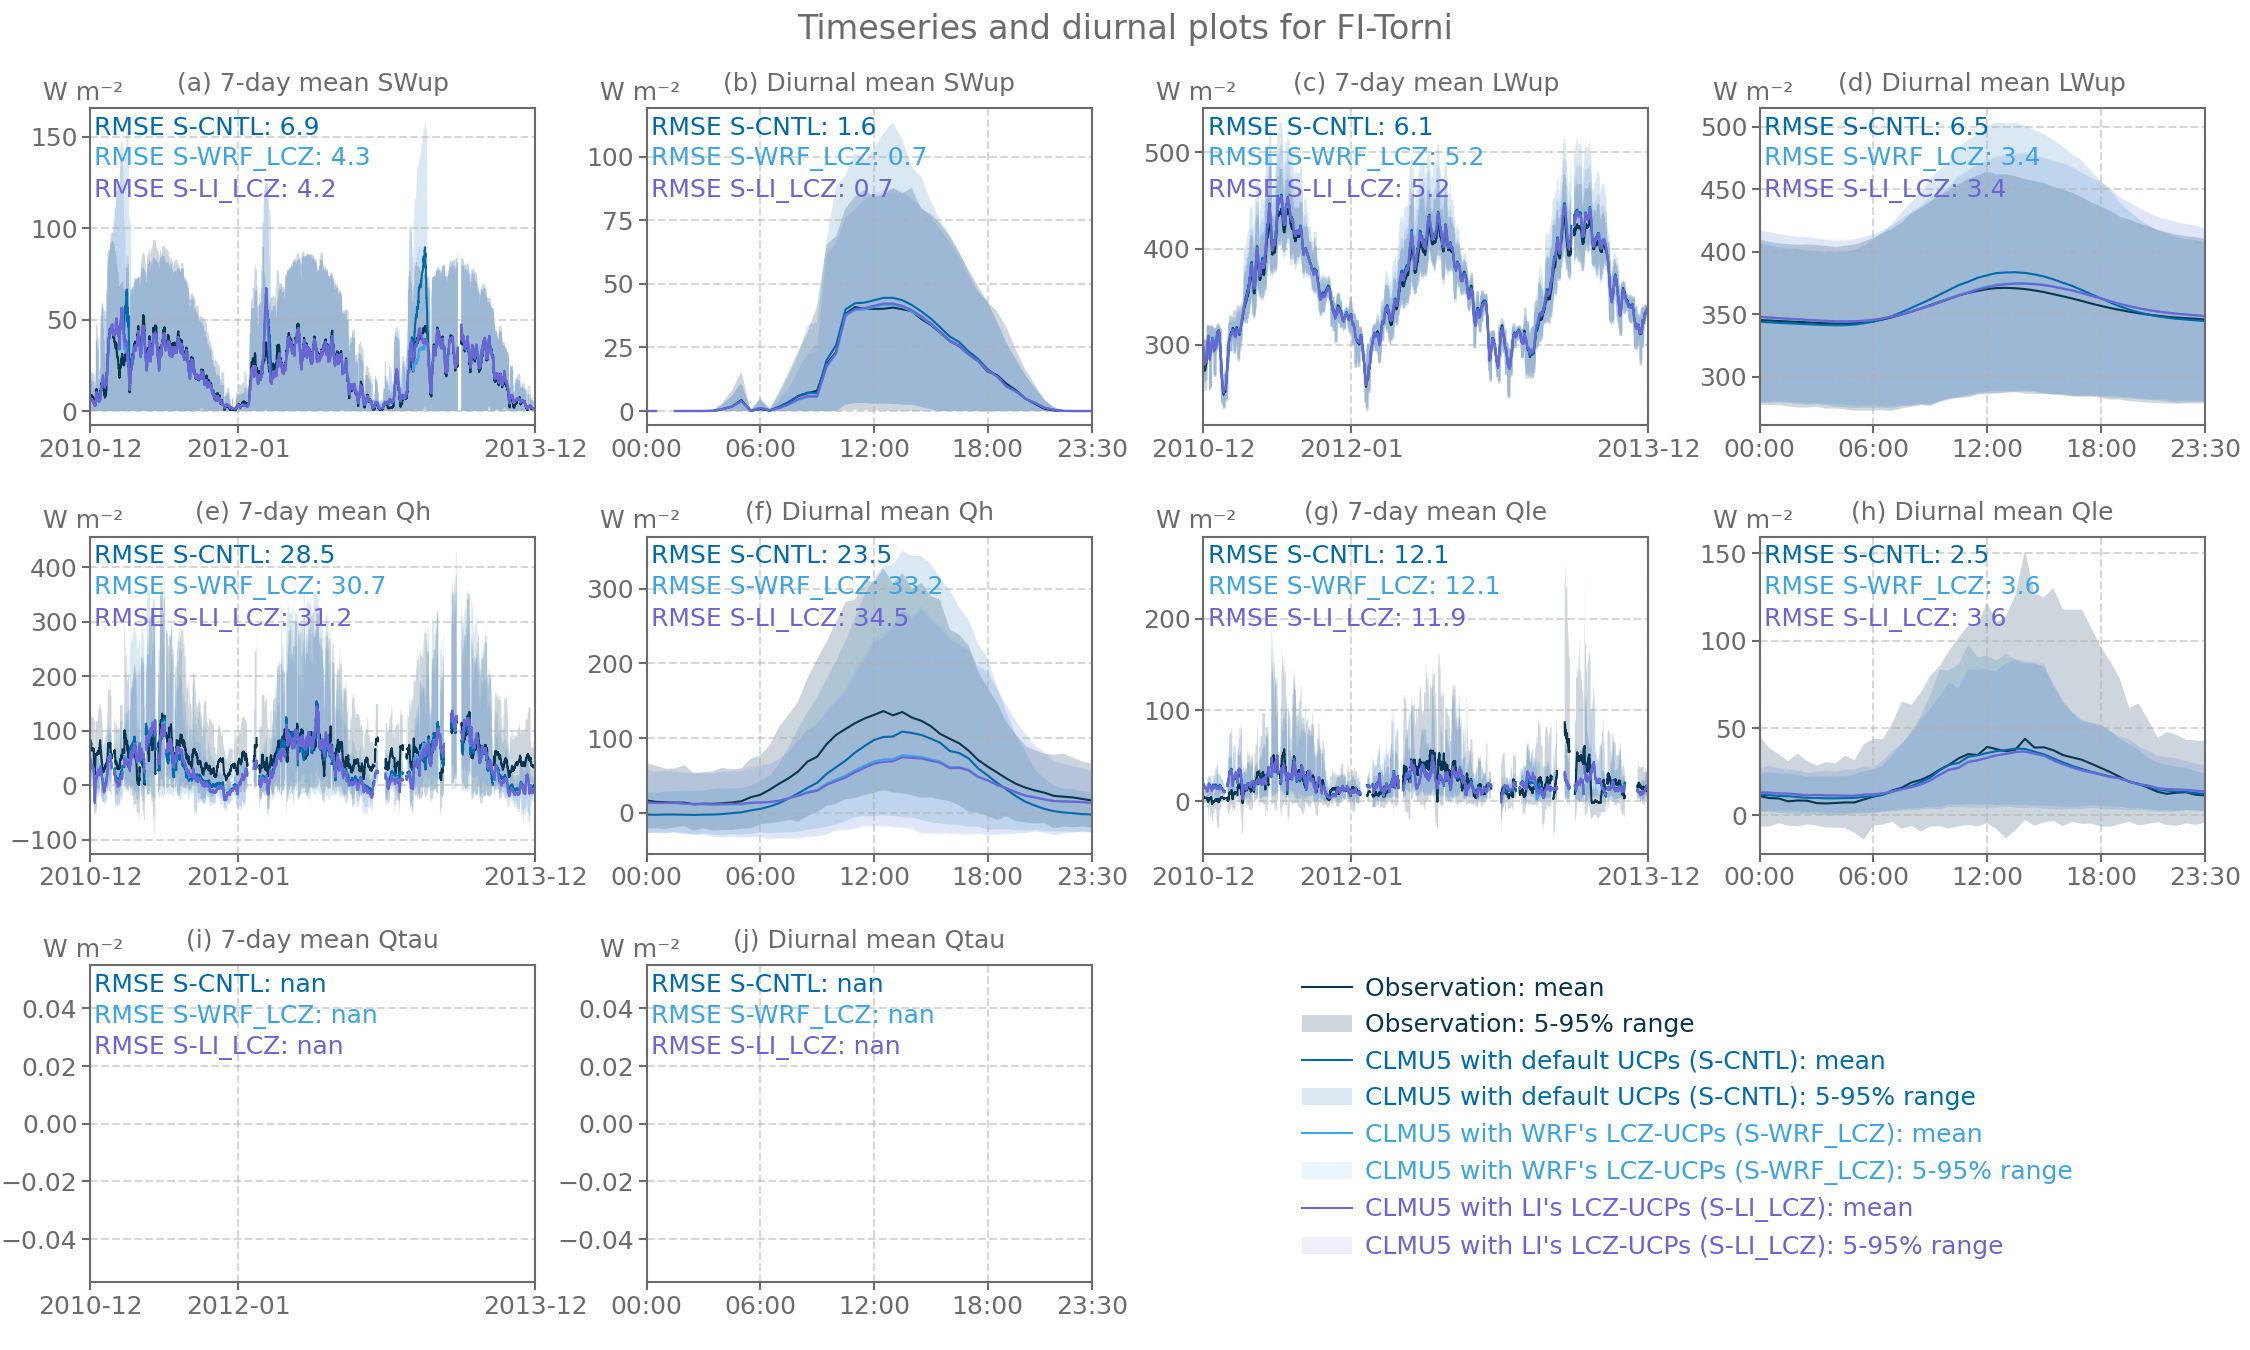 Timeseries and diurnal plots for FI-Torni
W m⁻² (a) 7-day mean SWup
RMSE S-CNTL: 6.9
RMSE S-WRF_LCZ: 4.3
RMSE S-LI_LCZ: 4.2
150
100
50
0
2010-12 2012-01 2013-12
W m⁻² (b) Diurnal mean SWup
RMSE S-CNTL: 1.6
RMSE S-WRF_LCZ: 0.7
RMSE S-LI_LCZ: 0.7
100
75
50
25
0
00:00 06:00 12:00 18:00 23:30
W m⁻² (c) 7-day mean LWup
RMSE S-CNTL: 6.1
RMSE S-WRF_LCZ: 5.2
RMSE S-LI_LCZ: 5.2
500
400
300
2010-12 2012-01 2013-12
W m⁻² (d) Diurnal mean LWup
RMSE S-CNTL: 6.5
RMSE S-WRF_LCZ: 3.4
RMSE S-LI_LCZ: 3.4
500
450
400
350
300
00:00 06:00 12:00 18:00 23:30
W m⁻² (e) 7-day mean Qh
RMSE S-CNTL: 28.5
RMSE S-WRF_LCZ: 30.7
RMSE S-LI_LCZ: 31.2
400
300
200
100
0
−100
2010-12 2012-01 2013-12
W m⁻² (f) Diurnal mean Qh
RMSE S-CNTL: 23.5
RMSE S-WRF_LCZ: 33.2
RMSE S-LI_LCZ: 34.5
300
200
100
0
00:00 06:00 12:00 18:00 23:30
W m⁻² (g) 7-day mean Qle
RMSE S-CNTL: 12.1
RMSE S-WRF_LCZ: 12.1
RMSE S-LI_LCZ: 11.9
200
100
0
2010-12 2012-01 2013-12
W m⁻² (h) Diurnal mean Qle
RMSE S-CNTL: 2.5
RMSE S-WRF_LCZ: 3.6
RMSE S-LI_LCZ: 3.6
150
100
50
0
00:00 06:00 12:00 18:00 23:30
W m⁻² (i) 7-day mean Qtau
RMSE S-CNTL: nan
RMSE S-WRF_LCZ: nan
RMSE S-LI_LCZ: nan
0.04
0.02
0.00
−0.02
−0.04
2010-12 2012-01 2013-12
W m⁻² (j) Diurnal mean Qtau
RMSE S-CNTL: nan
RMSE S-WRF_LCZ: nan
RMSE S-LI_LCZ: nan
0.04
0.02
0.00
−0.02
−0.04
00:00 06:00 12:00 18:00 23:30
Observation: mean
Observation: 5-95% range
CLMU5 with default UCPs (S-CNTL): mean
CLMU5 with default UCPs (S-CNTL): 5-95% range
CLMU5 with WRF's LCZ-UCPs (S-WRF_LCZ): mean
CLMU5 with WRF's LCZ-UCPs (S-WRF_LCZ): 5-95% range
CLMU5 with LI's LCZ-UCPs (S-LI_LCZ): mean
CLMU5 with LI's LCZ-UCPs (S-LI_LCZ): 5-95% range